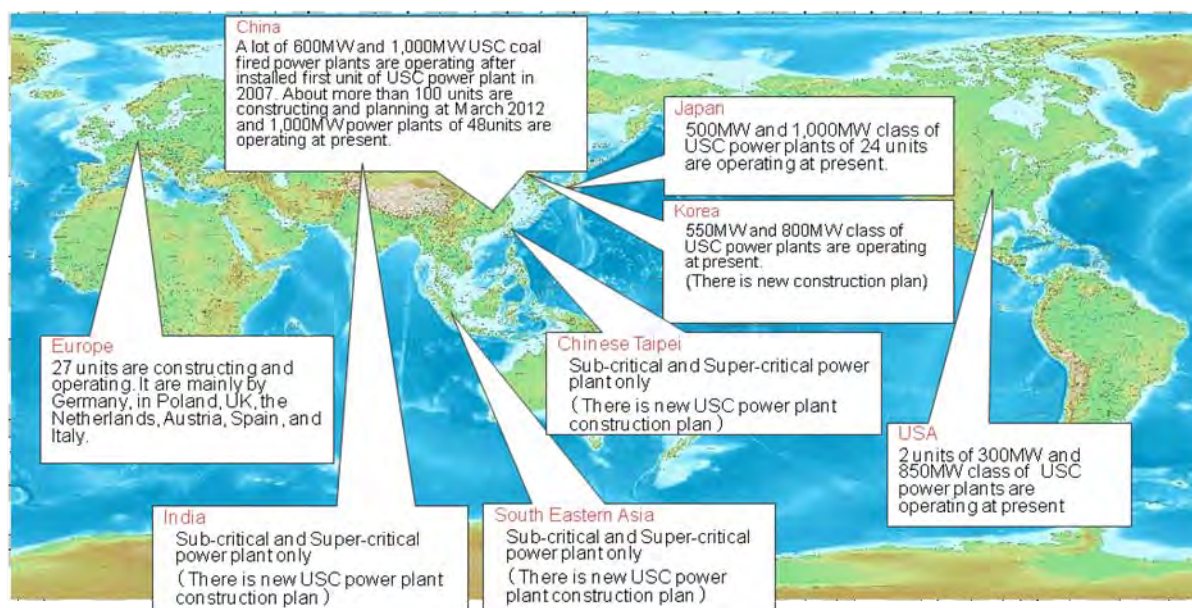 China
A lot of 600MW and 1,000MW USC coal
fired power plants are operating after
installed first unit of USC power plant in
2007. About more than 100 units are
constructing and planning at March 2012
and 1,000MW power plants of 48units are
operating at present.
Japan
500MW and 1,000MW class of
USC power plants of 24 units
are operating at present.
Korea
550MW and 800MW class of
USC power plants are operating
at present.
(There is new construction plan)
Europe
27 units are constructing and
operating. It are mainly by
Germany, in Poland, UK, the
Netherlands, Austria, Spain, and
Italy.
Chinese Taipei
Sub-critical and Super-critical power
plant only
( There is new USC power plant
construction plan )
USA
2 units of 300MW and
850MW class of USC
power plants are
operating at present
India
Sub-critical and Super-critical
power plant only
( There is new USC power plant
construction plan )
South Eastern Asia
Sub-critical and Super-critical
power plant only
( There is new USC power
plant construction plan )